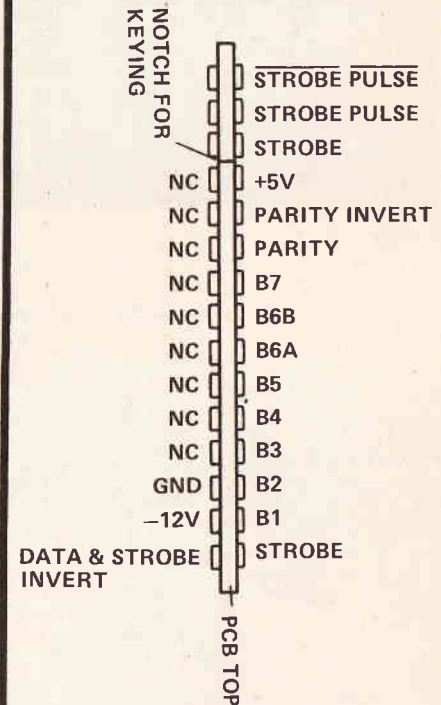 NOTCH FOR
KEYING
STROBE PULSE
STROBE PULSE
STROBE
NC +5V
NC PARITY INVERT
NC PARITY
NC B7
NC B6B
NC B6A
NC B5
NC B4
NC B3
GND B2
−12V B1
DATA & STROBE STROBE
INVERT
PCB TOP